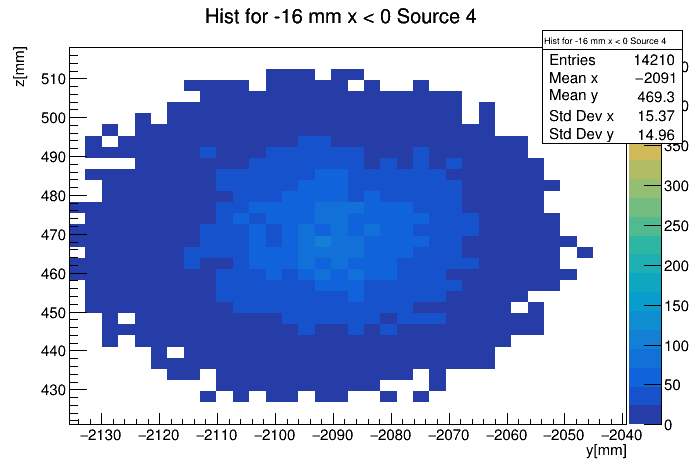 Hist for -16 mm x < 0 Source 4
z[mm]
Hist for -16 mm x < 0 Source 4
Entries 14210
Mean x −2091
Mean y 469.3
Std Dev x 15.37
Std Dev y 14.96
510
500
490
480
470
460
450
440
430
−2130 −2120 −2110 −2100 −2090 −2080 −2070 −2060 −2050 −2040
y[mm]
0
0
350
300
250
200
150
100
50
0